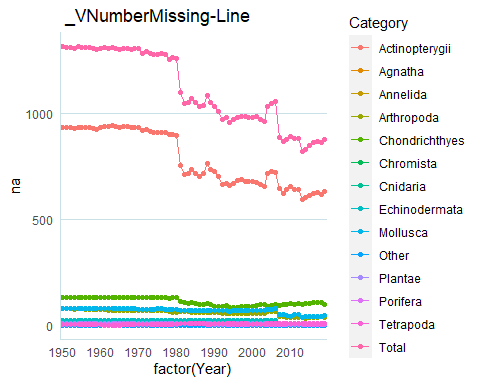 _VNumberMissing-Line
na
1000
500
0
1950 1960 1970 1980 1990 2000 2010
factor(Year)
Category
Actinopterygii
Agnatha
Annelida
Arthropoda
Chondrichthyes
Chromista
Cnidaria
Echinodermata
Mollusca
Other
Plantae
Porifera
Tetrapoda
Total